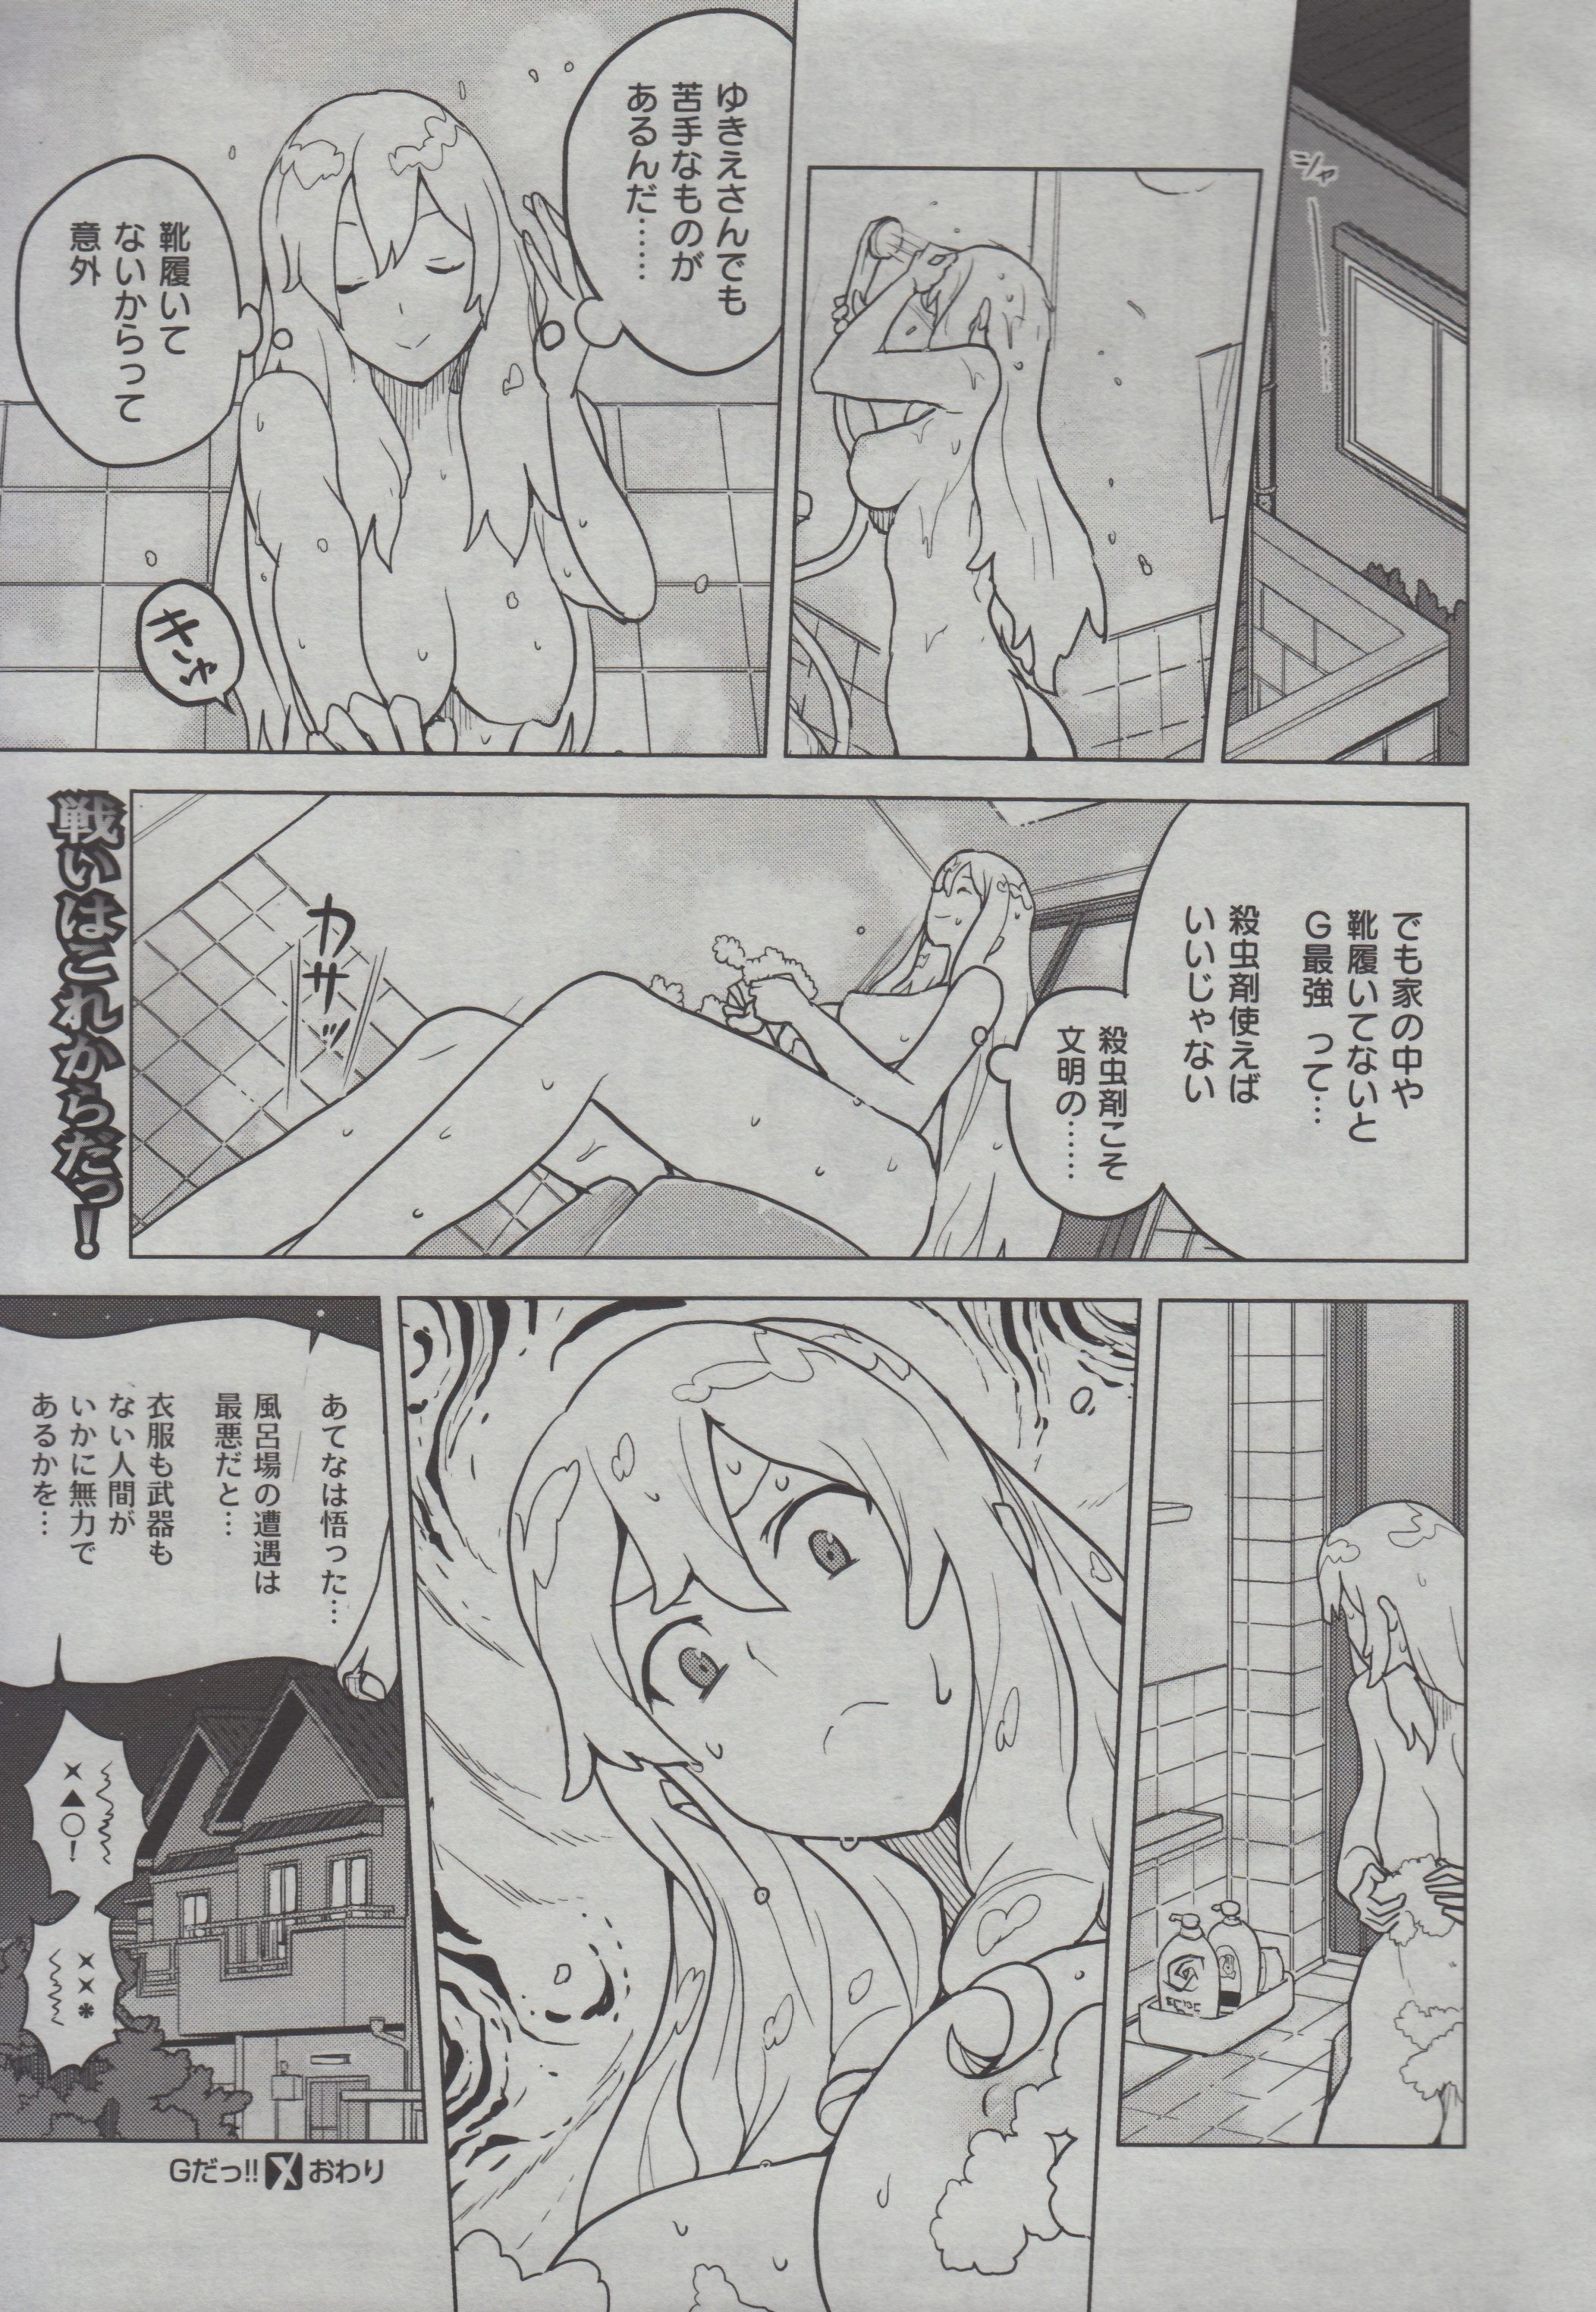 シャ
ゆきえさんでも
苦手なものが
あるんだ……
靴履いて
ないからって
意外
キュッ
でも家の中や
靴履いてないと
G最強 って…
殺虫剤使えば
いいじゃない
殺虫剤こそ
文明の……
カサッ
戦いはこれからだっ!
あてなは悟った…
風呂場の遭遇は
最悪だと…
衣服も武器も
ない人間が
いかに無力で
あるかを…
×▲○!
××*
Gだっ!! X おわり